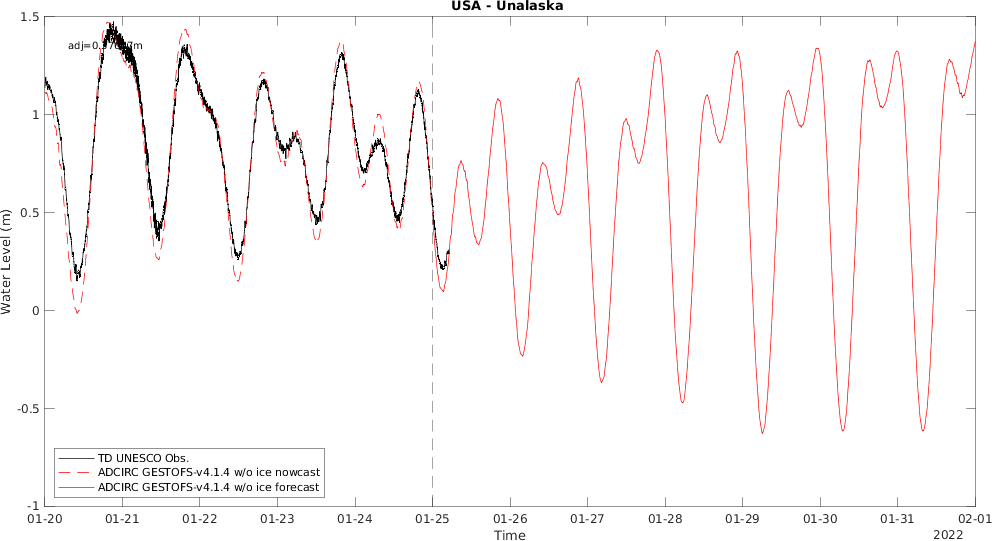 USA - Unalaska
1.5
1
0.5
0
-0.5
-1
Water Level (m)
TD UNESCO Obs.
ADCIRC GESTOFS-v4.1.4 w/o ice nowcast
ADCIRC GESTOFS-v4.1.4 w/o ice forecast
01-20 01-21 01-22 01-23 01-24 01-25 01-26 01-27 01-28 01-29 01-30 01-31 02-01
Time
2022